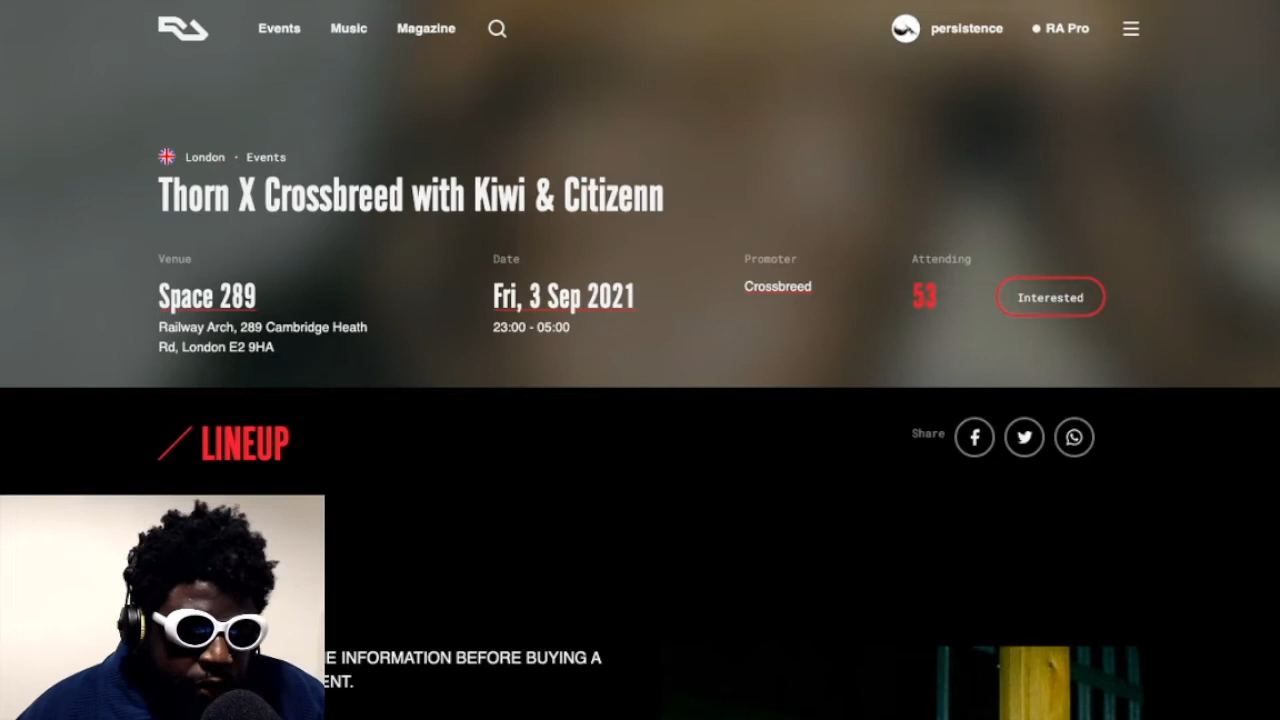 Events
Music
Magazine
persistence
RA Pro
London · Events
Thorn X Crossbreed with Kiwi & Citizenn
Venue
Space 289
Railway Arch, 289 Cambridge Heath
Rd, London E2 9HA
Date
Fri, 3 Sep 2021
23:00 - 05:00
Promoter
Crossbreed
Attending
53
Interested
LINEUP
Share
E INFORMATION BEFORE BUYING A
ENT.